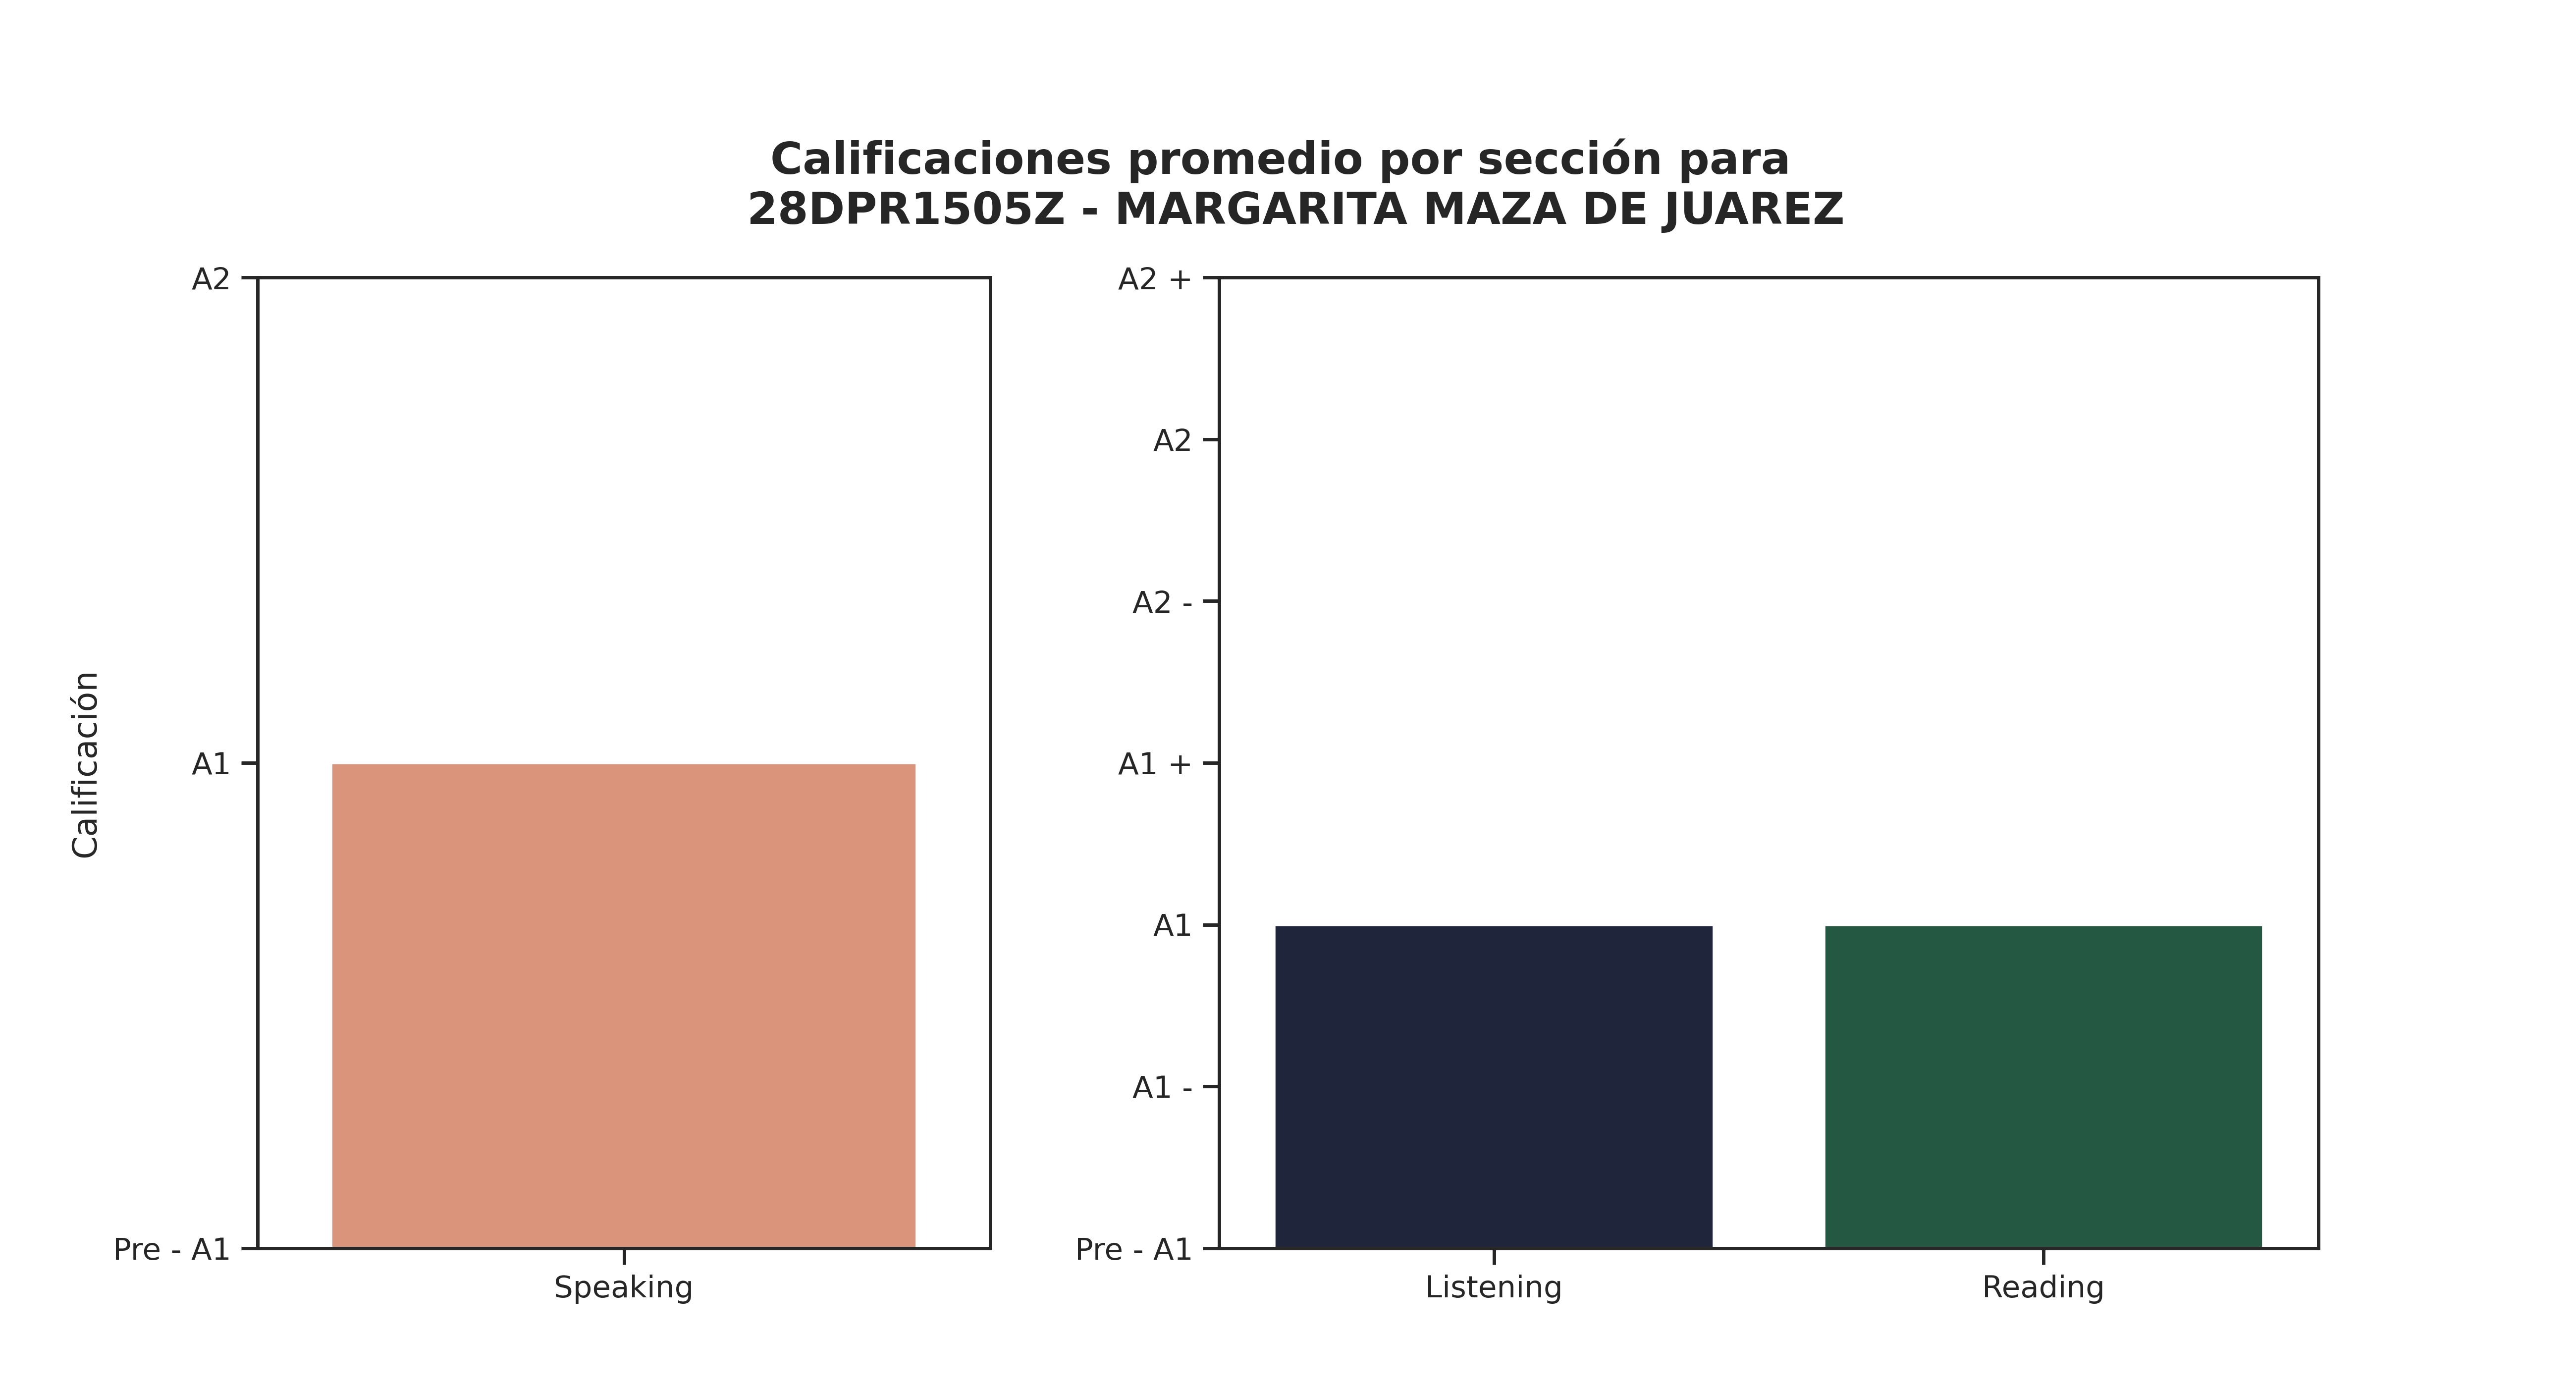 Calificaciones promedio por sección para
28DPR1505Z - MARGARITA MAZA DE JUAREZ
Calificación
A2
A1
Pre - A1
Speaking
A2 +
A2
A2 -
A1 +
A1
A1 -
Pre - A1
Listening
Reading